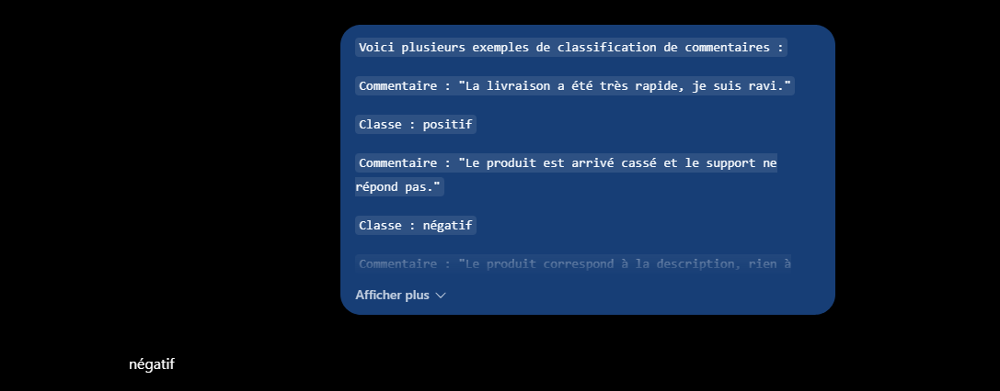 Voici plusieurs exemples de classification de commentaires :
Commentaire : "La livraison a été très rapide, je suis ravi."
Classe : positif
Commentaire : "Le produit est arrivé cassé et le support ne
répond pas."
Classe : négatif
Commentaire : "Le produit correspond à la description, rien à
Afficher plus
négatif